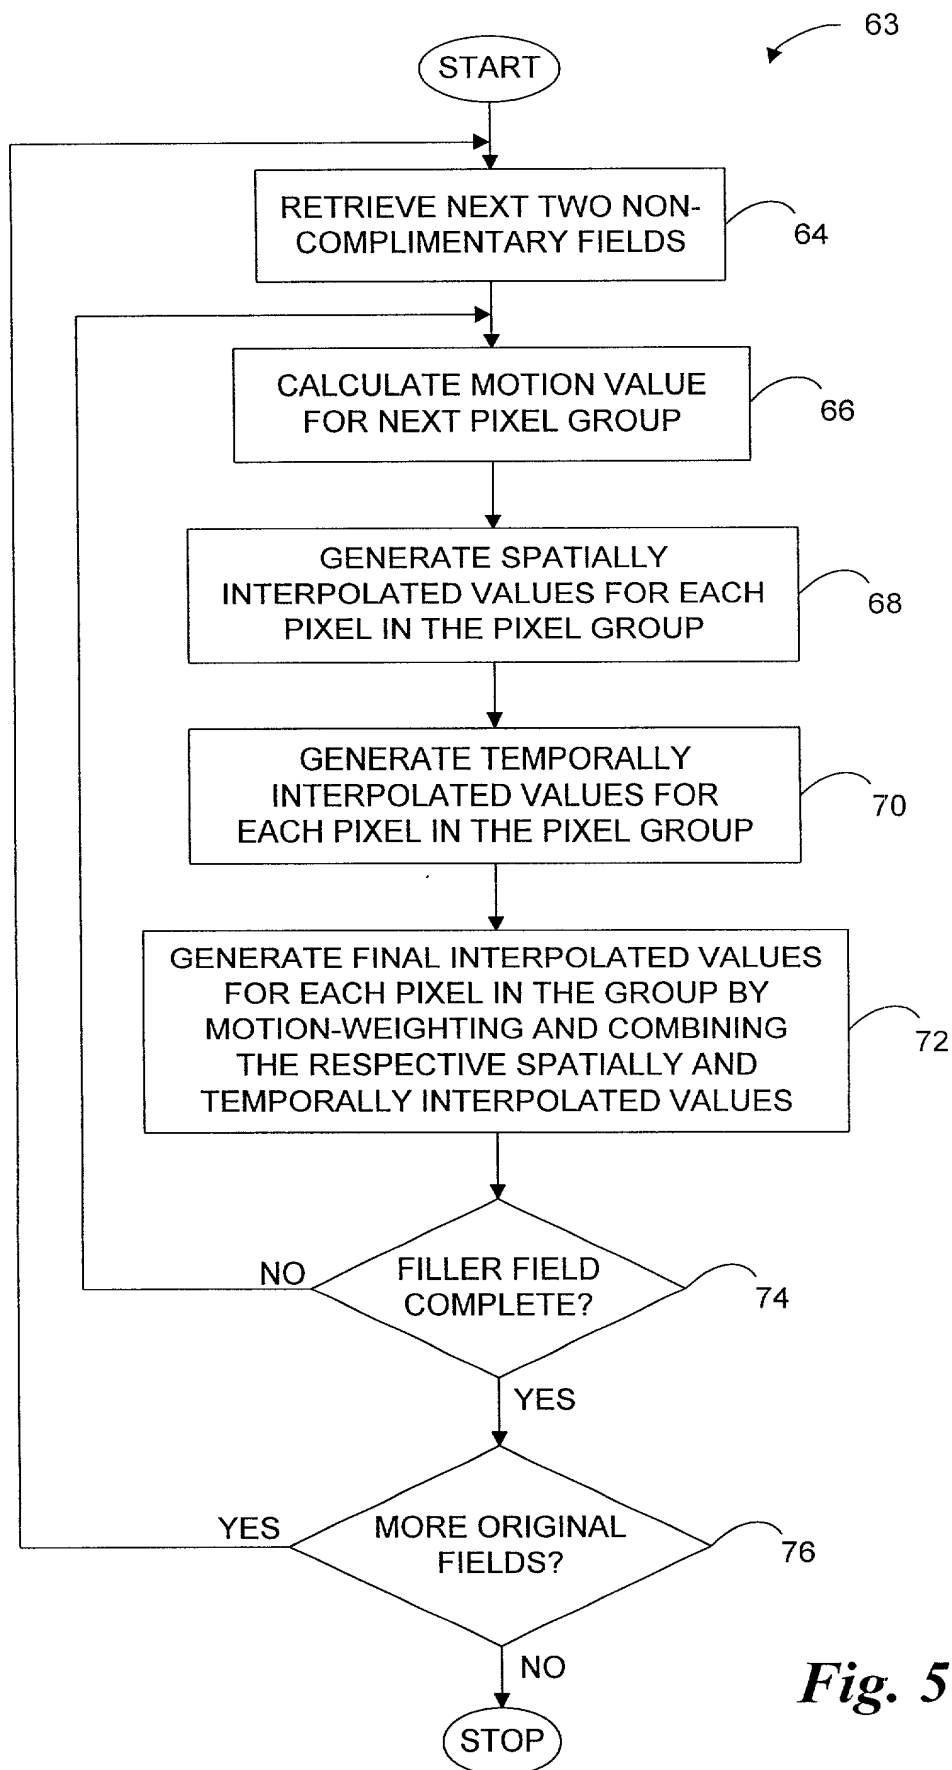 63
START
RETRIEVE NEXT TWO NON-
COMPLIMENTARY FIELDS
64
CALCULATE MOTION VALUE
FOR NEXT PIXEL GROUP
66
GENERATE SPATIALLY
INTERPOLATED VALUES FOR EACH
PIXEL IN THE PIXEL GROUP
68
GENERATE TEMPORALLY
INTERPOLATED VALUES FOR
EACH PIXEL IN THE PIXEL GROUP
70
GENERATE FINAL INTERPOLATED VALUES
FOR EACH PIXEL IN THE GROUP BY
MOTION-WEIGHTING AND COMBINING
THE RESPECTIVE SPATIALLY AND
TEMPORALLY INTERPOLATED VALUES
72
NO
FILLER FIELD
COMPLETE?
74
YES
YES
MORE ORIGINAL
FIELDS?
76
NO
STOP
Fig. 5